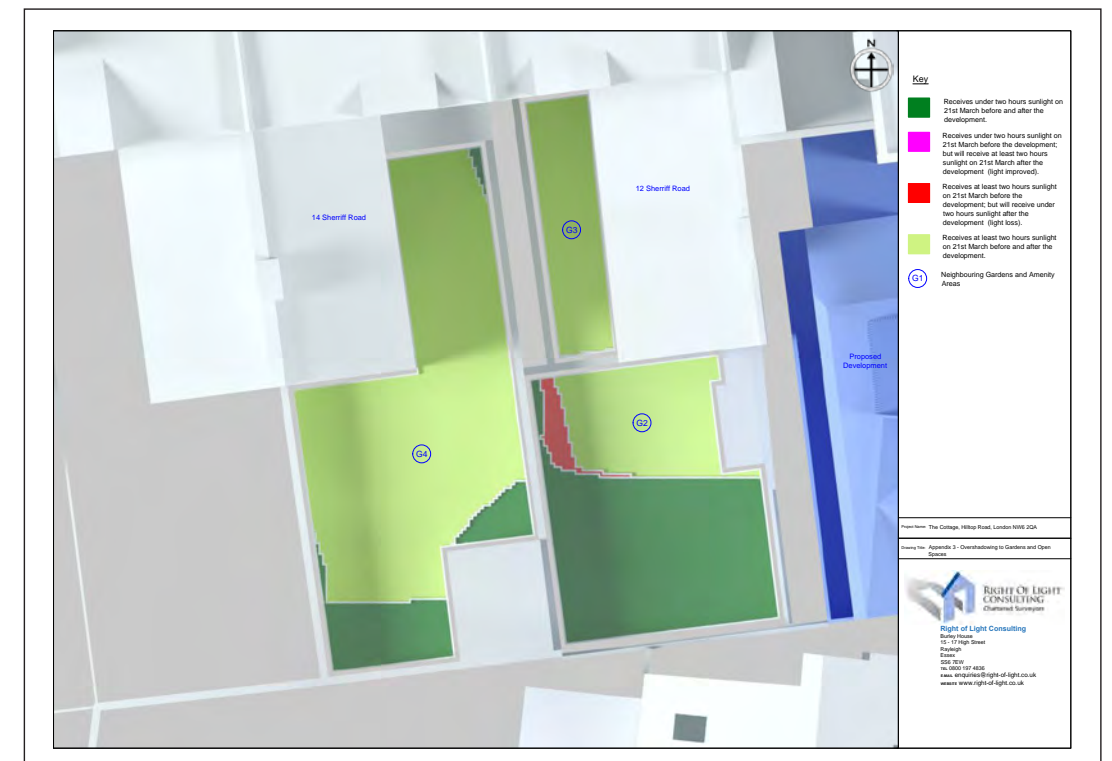 N
Key
Receives under two hours sunlight on
21st March before and after the
development.
Receives under two hours sunlight on
21st March before the development;
but will receive at least two hours
sunlight on 21st March after the
development (light improved).
Receives at least two hours sunlight
on 21st March before the
development; but will receive under
two hours sunlight after the
development (light loss).
Receives at least two hours sunlight
on 21st March before and after the
development.
G1 Neighbouring Gardens and Amenity
Areas
14 Sherriff Road
12 Sherriff Road
G3
Proposed
Development
G2
G4
Project Name The Cottage, Hilltop Road, London NW6 2QA
Drawing Title Appendix 3 - Overshadowing to Gardens and Open
Spaces
RIGHT OF LIGHT
CONSULTING
Chartered Surveyors
Right of Light Consulting
Burley House
15 - 17 High Street
Rayleigh
Essex
SS6 7EW
TEL 0800 197 4836
E-MAIL enquiries@right-of-light.co.uk
WEBSITE www.right-of-light.co.uk